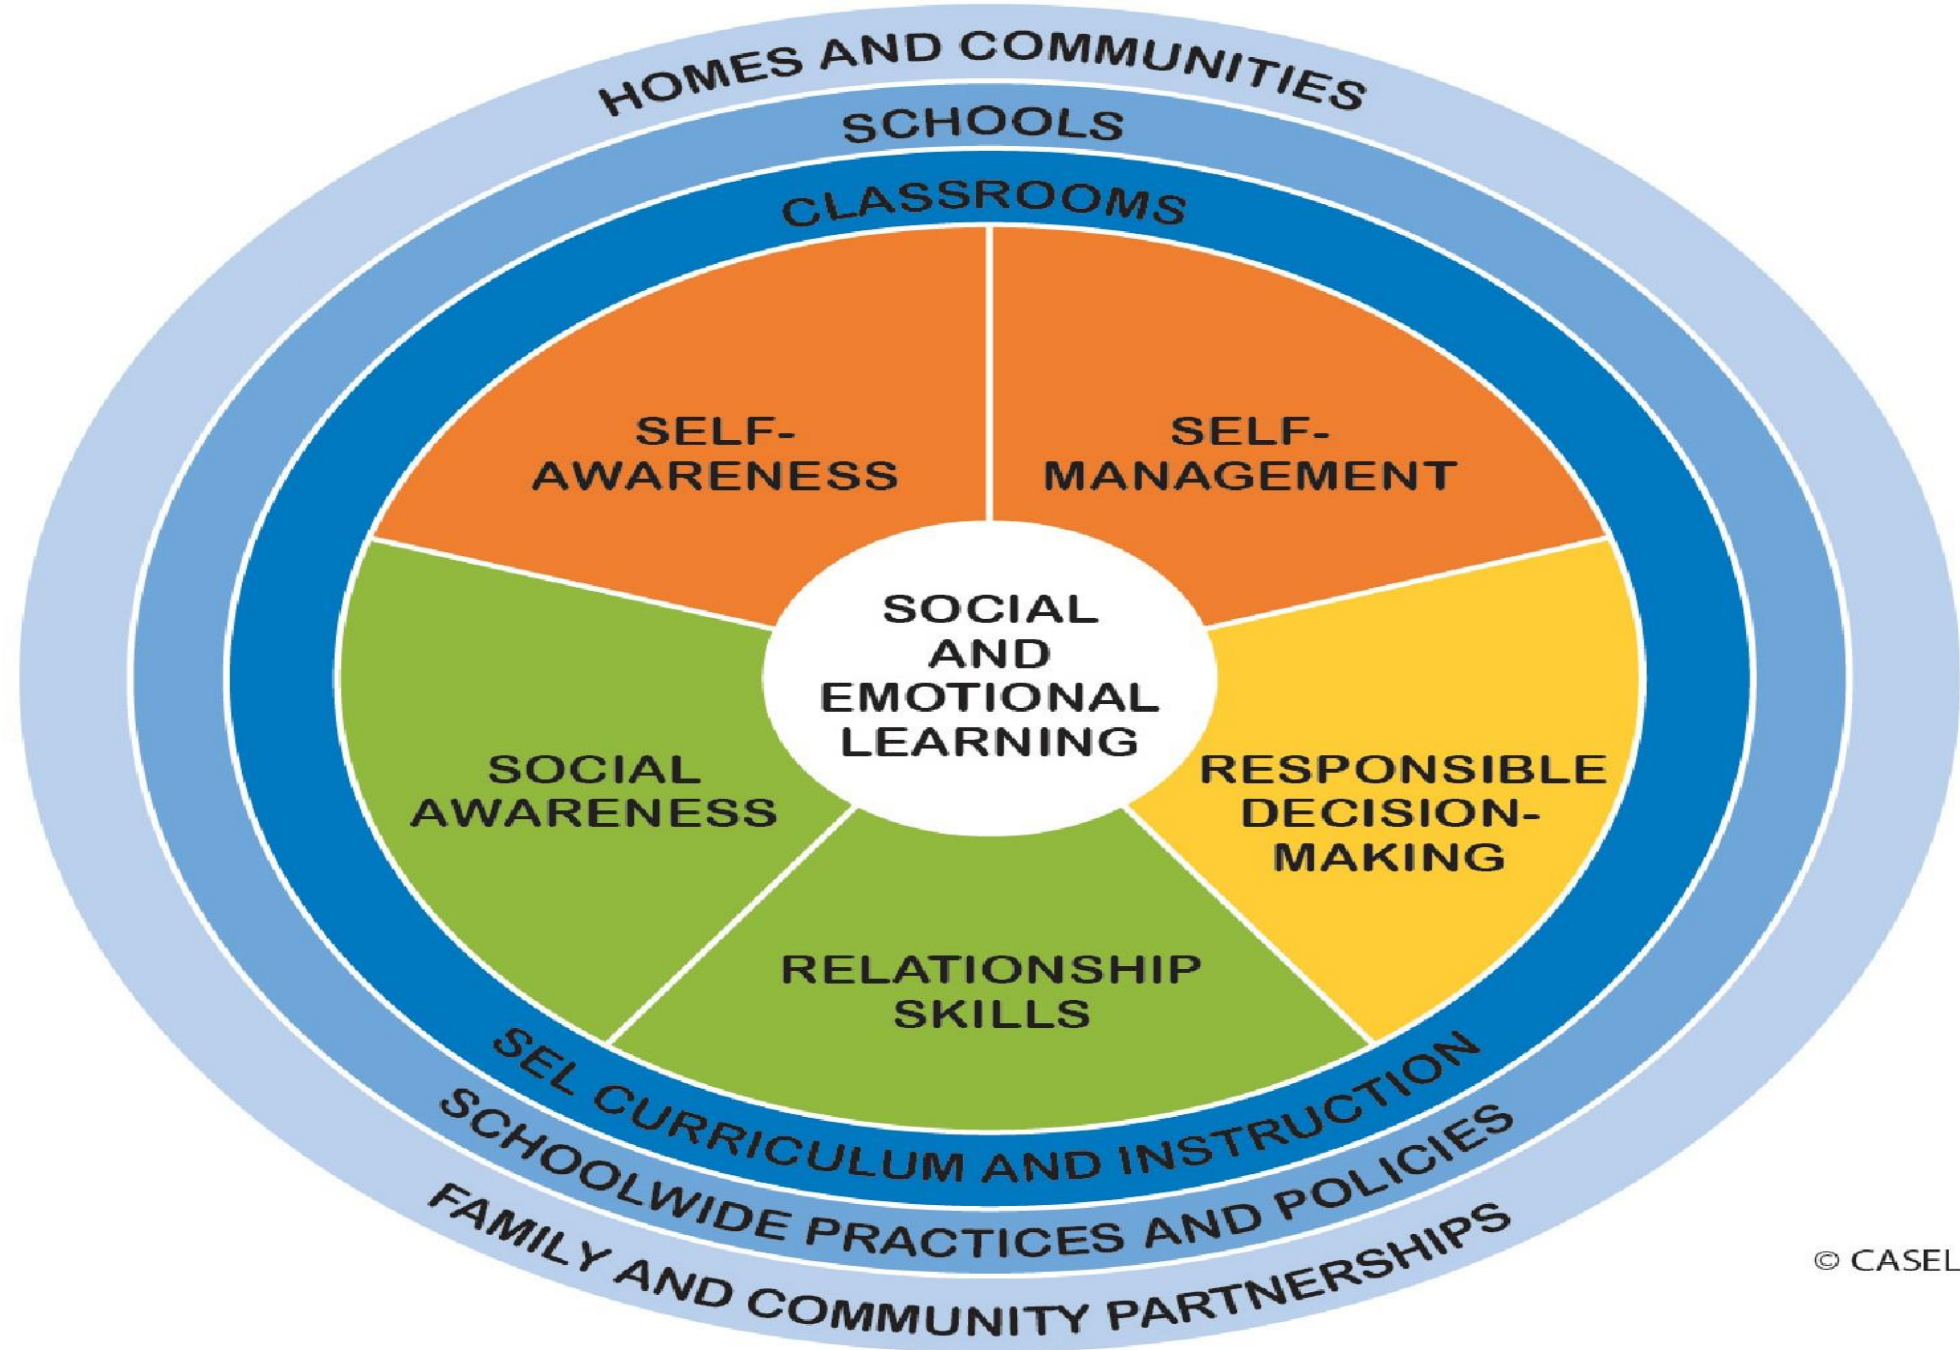 HOMES AND COMMUNITIES
SCHOOLS
CLASSROOMS
SELF-
AWARENESS
SELF-
MANAGEMENT
SOCIAL
AND
EMOTIONAL
LEARNING
SOCIAL
AWARENESS
RESPONSIBLE
DECISION-
MAKING
RELATIONSHIP
SKILLS
SEL CURRICULUM AND INSTRUCTION
SCHOOLWIDE PRACTICES AND POLICIES
FAMILY AND COMMUNITY PARTNERSHIPS
© CASEL